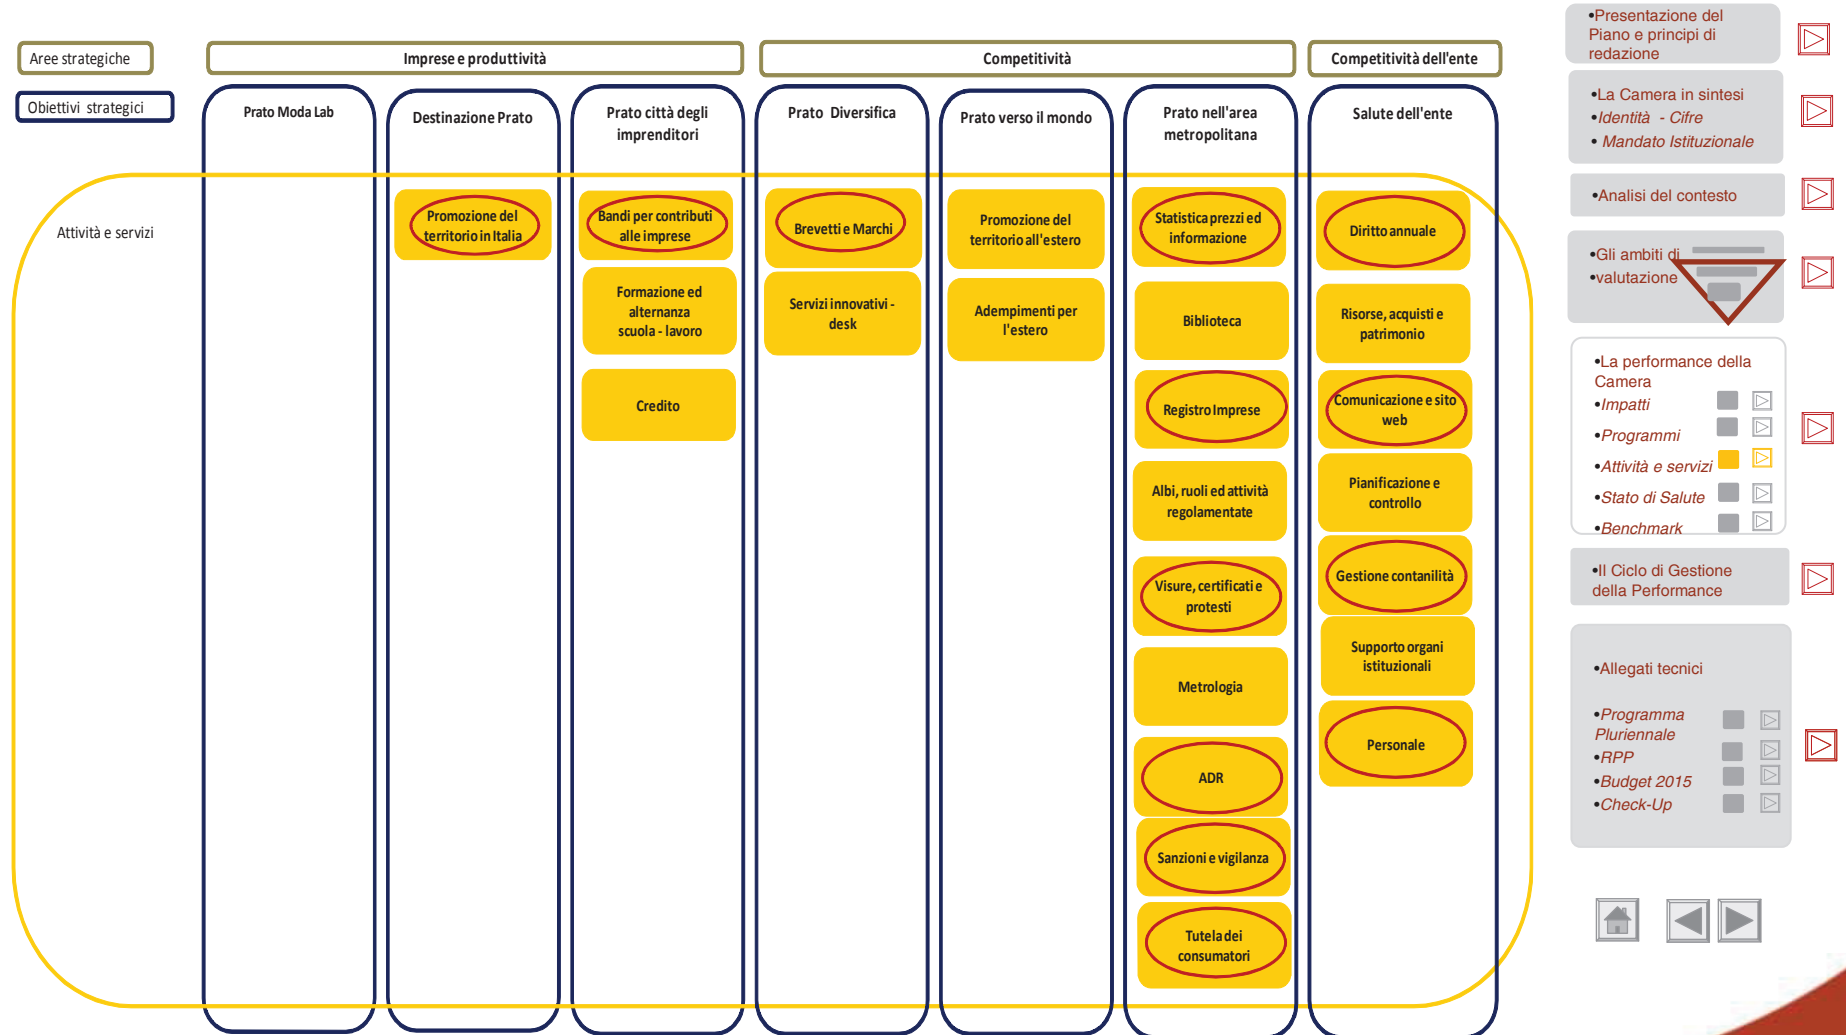 Aree strategiche
Imprese e produttività
Competitività
Competitività dell'ente
Obiettivi strategici
Prato Moda Lab
Destinazione Prato
Prato città degli
imprenditori
Prato Diversifica
Prato verso il mondo
Prato nell'area
metropolitana
Salute dell'ente
Attività e servizi
Promozione del
territorio in Italia
Bandi per contributi
alle imprese
Formazione ed
alternanza
scuola - lavoro
Credito
Brevetti e Marchi
Servizi innovativi -
desk
Promozione del
territorio all'estero
Adempimenti per
l'estero
Statistica prezzi ed
informazione
Biblioteca
Registro Imprese
Albi, ruoli ed attività
regolamentate
Visure, certificati e
protesti
Metrologia
ADR
Sanzioni e vigilanza
Tutela dei
consumatori
Diritto annuale
Risorse, acquisti e
patrimonio
Comunicazione e sito
web
Pianificazione e
controllo
Gestione contanilità
Supporto organi
istituzionali
Personale
•Presentazione del
Piano e principi di
redazione
•La Camera in sintesi
•Identità - Cifre
• Mandato Istituzionale
•Analisi del contesto
•Gli ambiti di
•valutazione
•La performance della
Camera
•Impatti
•Programmi
•Attività e servizi
•Stato di Salute
•Benchmark
•Il Ciclo di Gestione
della Performance
•Allegati tecnici
•Programma
Pluriennale
•RPP
•Budget 2015
•Check-Up